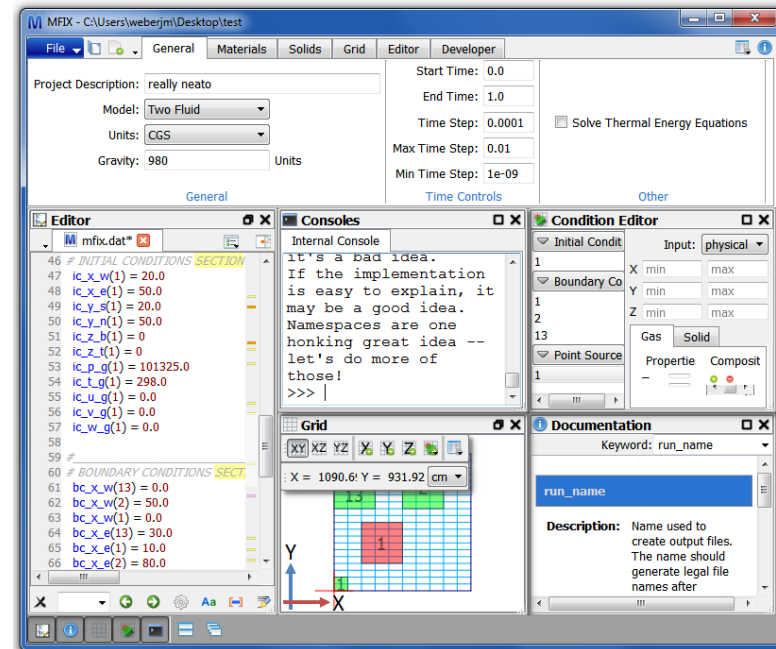 MFIX - C:\Users\weberjm\Desktop\test
File General Materials Solids Grid Editor Developer
Project Description: really neato
Model: Two Fluid
Units: CGS
Gravity: 980 Units
General
Start Time: 0.0
End Time: 1.0
Time Step: 0.0001
Max Time Step: 0.01
Min Time Step: 1e-09
Time Controls
Solve Thermal Energy Equations
Other
Editor
mfix.dat*
46 # INITIAL CONDITIONS SECTION
47 ic_x_w(1) = 20.0
48 ic_x_e(1) = 50.0
49 ic_y_s(1) = 20.0
50 ic_y_n(1) = 50.0
51 ic_z_b(1) = 0
52 ic_z_t(1) = 0
53 ic_p_g(1) = 101325.0
54 ic_t_g(1) = 298.0
55 ic_u_g(1) = 0.0
56 ic_v_g(1) = 0.0
57 ic_w_g(1) = 0.0
58
59 #
60 # BOUNDARY CONDITIONS SECT
61 bc_x_w(13) = 0.0
62 bc_x_w(2) = 50.0
63 bc_x_w(1) = 0.0
64 bc_x_e(13) = 30.0
65 bc_x_e(1) = 10.0
66 bc_x_e(2) = 80.0
X Aa
Consoles
Internal Console
it's a bad idea.
If the implementation
is easy to explain, it
may be a good idea.
Namespaces are one
honking great idea --
let's do more of
those!
>>>
Grid
XY XZ YZ X Y Z
X = 1090.6 Y = 931.92 cm
13
1
1
Y
X
Condition Editor
Initial Condit
1
Boundary Co
1
2
13
Point Source
1
Input: physical
X min max
Y min max
Z min max
Gas Solid
Propertie Composit
Documentation
Keyword: run_name
run_name
Description: Name used to
create output files.
The name should
generate legal file
names after